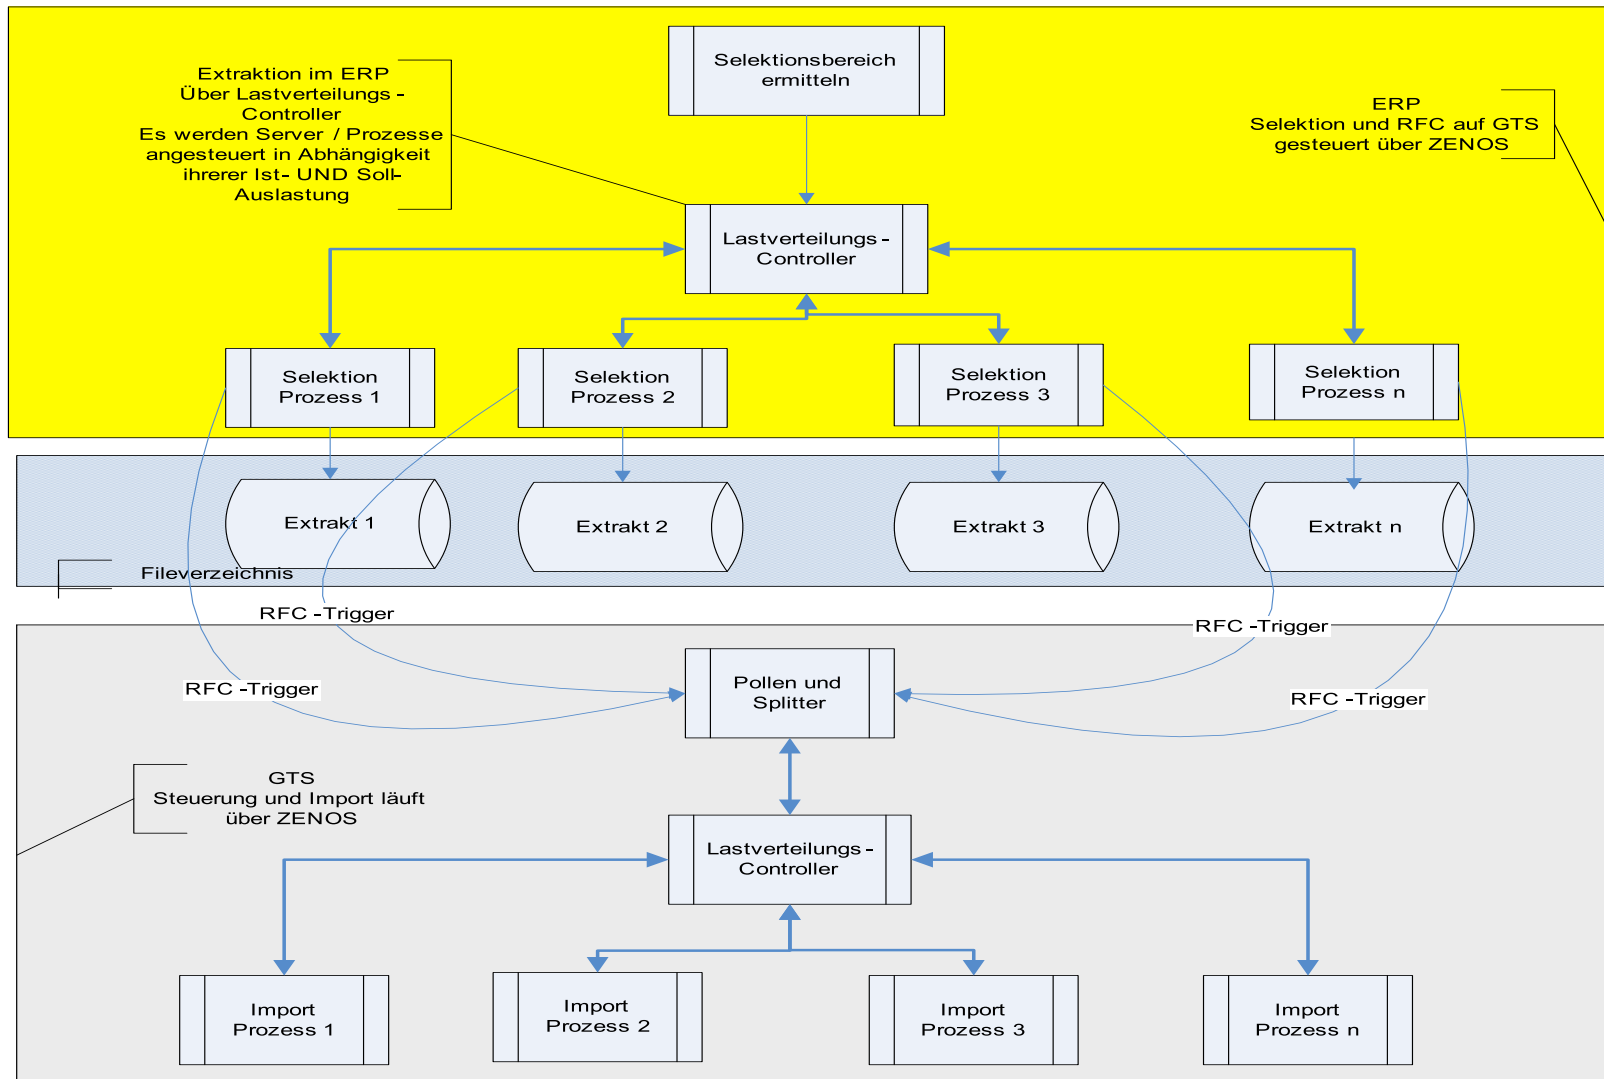 Selektionsbereich
ermitteln
Extraktion im ERP
Über Lastverteilungs -
Controller
Es werden Server / Prozesse
angesteuert in Abhängigkeit
ihrerer Ist- UND Soll-
Auslastung
ERP
Selektion und RFC auf GTS
gesteuert über ZENOS
Lastverteilungs -
Controller
Selektion
Prozess 1
Selektion
Prozess 2
Selektion
Prozess 3
Selektion
Prozess n
Extrakt 1
Extrakt 2
Extrakt 3
Extrakt n
Fileverzeichnis
RFC -Trigger
RFC -Trigger
RFC -Trigger
RFC -Trigger
Pollen und
Splitter
GTS
Steuerung und Import läuft
über ZENOS
Lastverteilungs -
Controller
Import
Prozess 1
Import
Prozess 2
Import
Prozess 3
Import
Prozess n